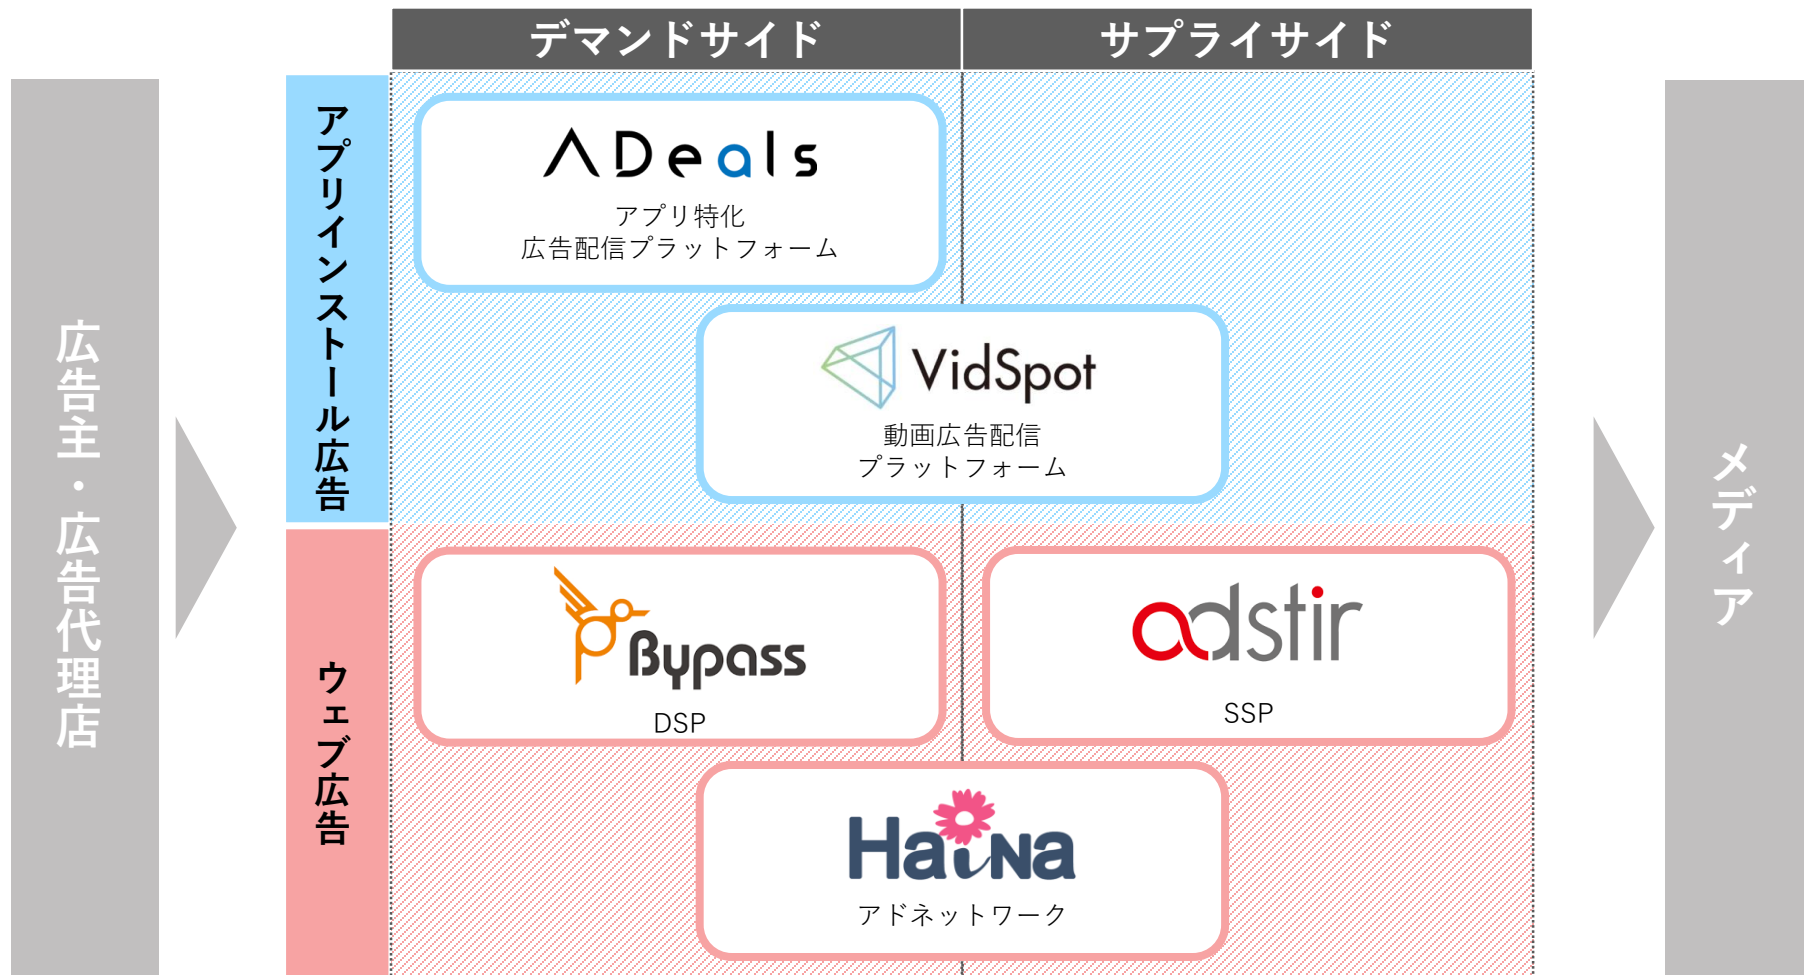 デマンドサイド
サプライサイド
広告主・広告代理店
アプリインストール広告
ADeals
アプリ特化
広告配信プラットフォーム
VidSpot
動画広告配信
プラットフォーム
ウェブ広告
Bypass
DSP
adstir
SSP
HaiNa
アドネットワーク
メディア